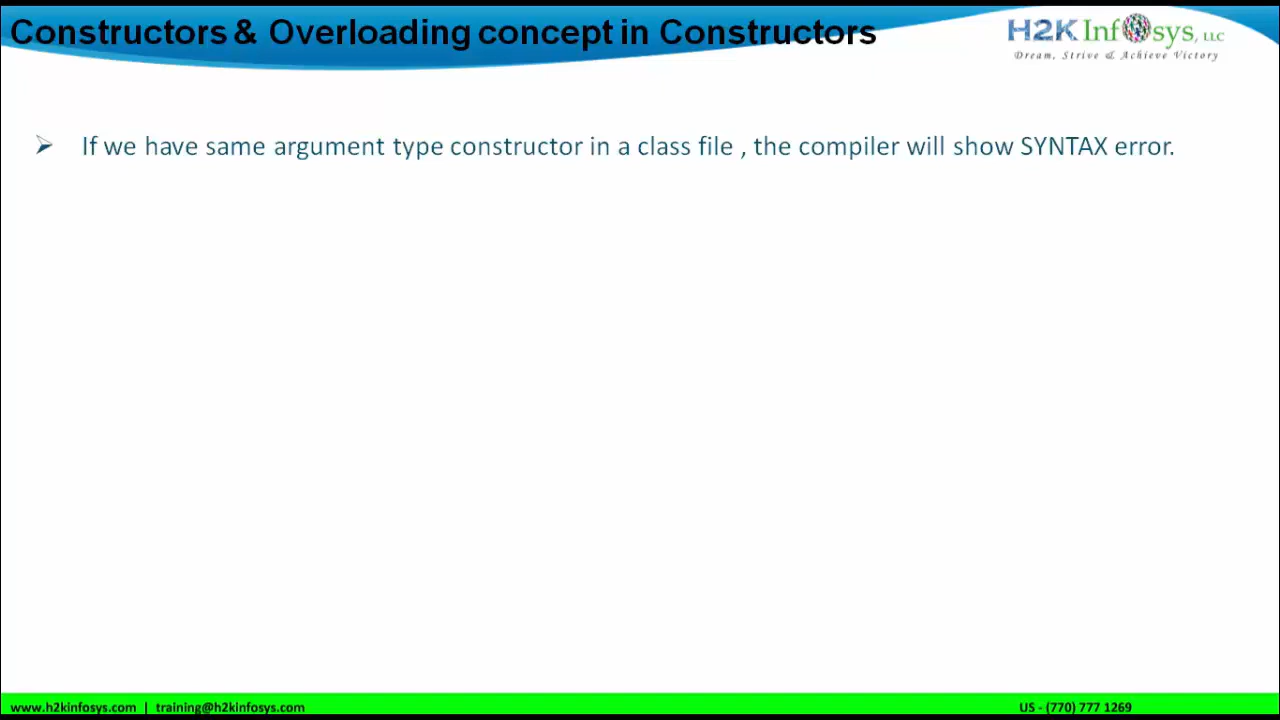 Constructors & Overloading concept in Constructors
H2K Infosys, LLC
Dream, Strive & Achieve Victory
➢ If we have same argument type constructor in a class file , the compiler will show SYNTAX error.
www.h2kinfosys.com | training@h2kinfosys.com
US - (770) 777 1269